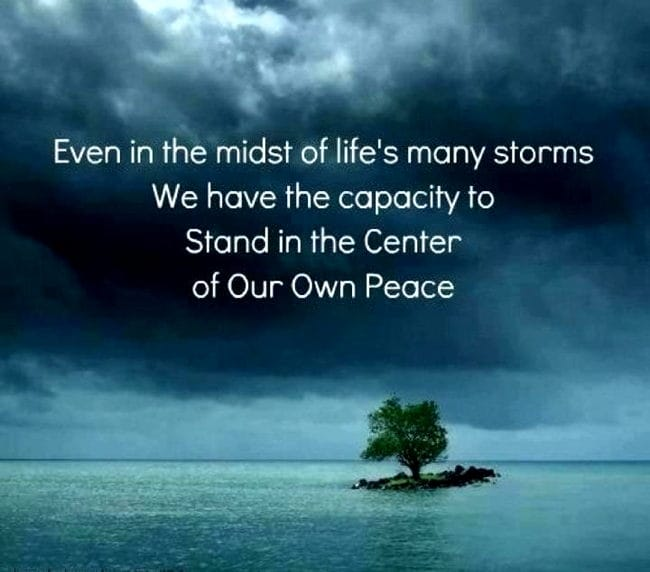 Even in the midst of life's many storms
We have the capacity to
Stand in the Center
of Our Own Peace